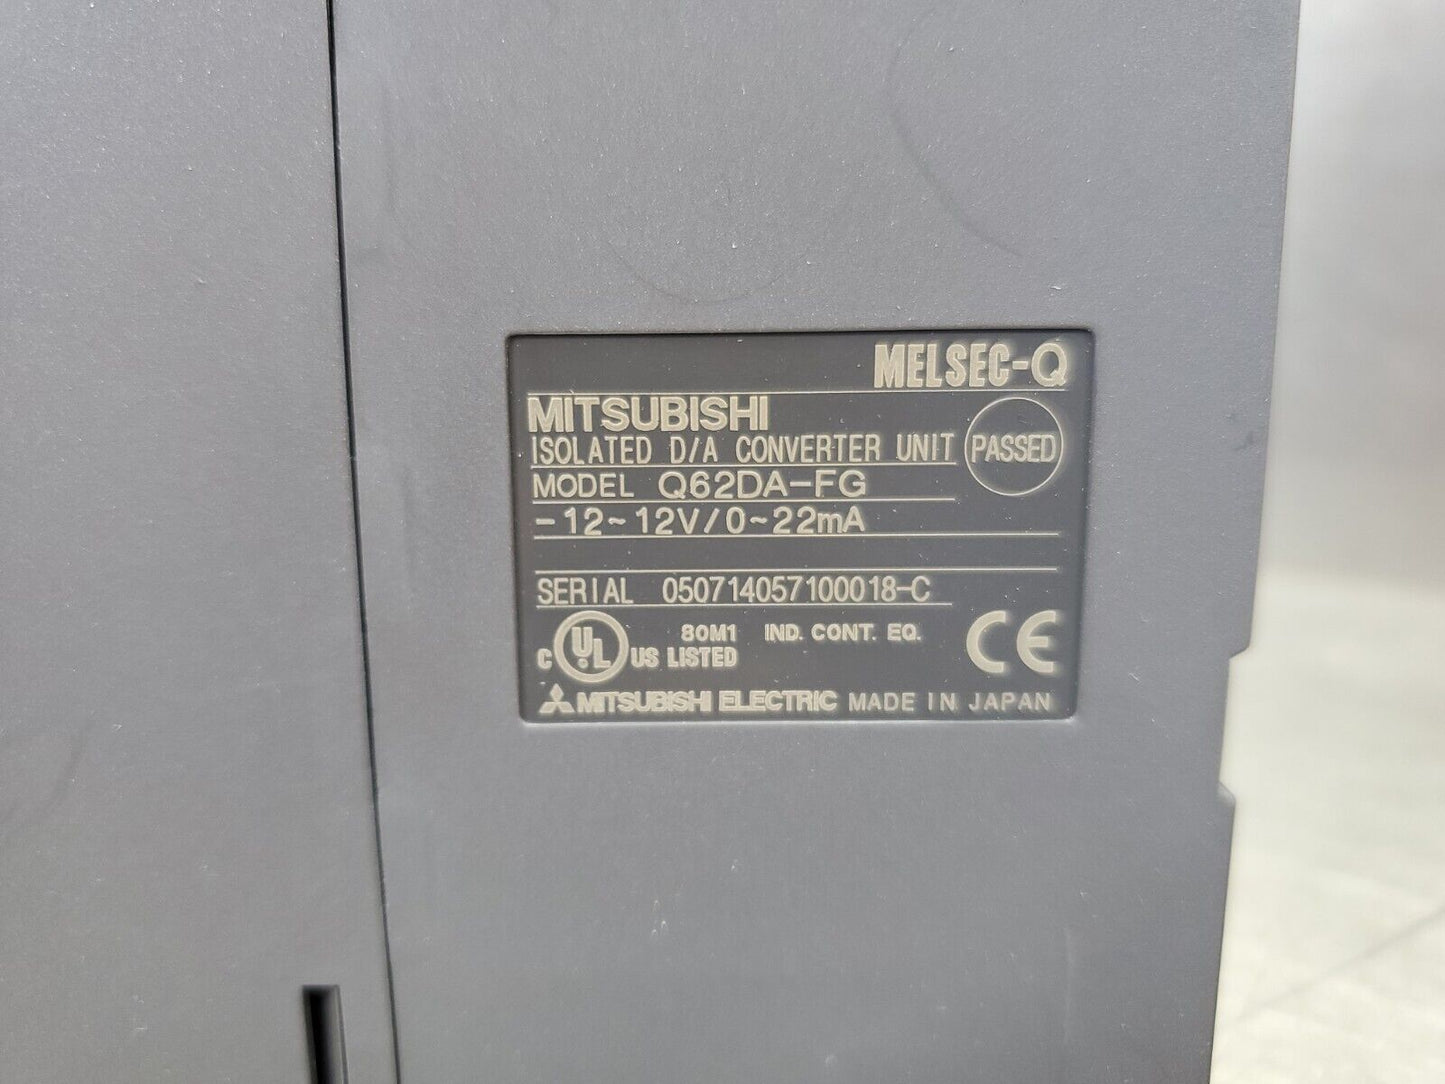 MELSEC-Q
MITSUBISHI
ISOLATED D/A CONVERTER UNIT
PASSED
MODEL Q62DA-FG
-12~12V/0~22mA
SERIAL 050714057100018-C
C UL US LISTED 80M1 IND. CONT. EQ.
CE
MITSUBISHI ELECTRIC MADE IN JAPAN